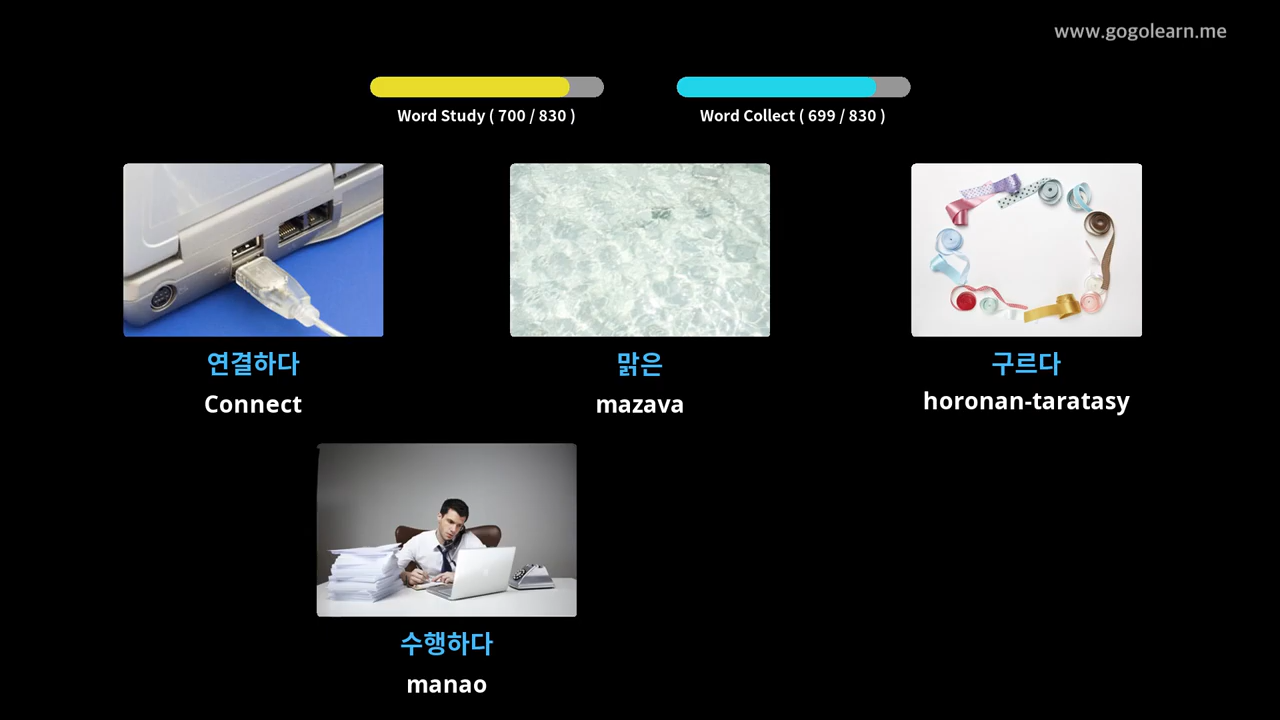 www.gogolearn.me
Word Study ( 700 / 830 )
Word Collect ( 699 / 830 )
연결하다
Connect
맑은
mazava
구르다
horonan-taratasy
수행하다
manao